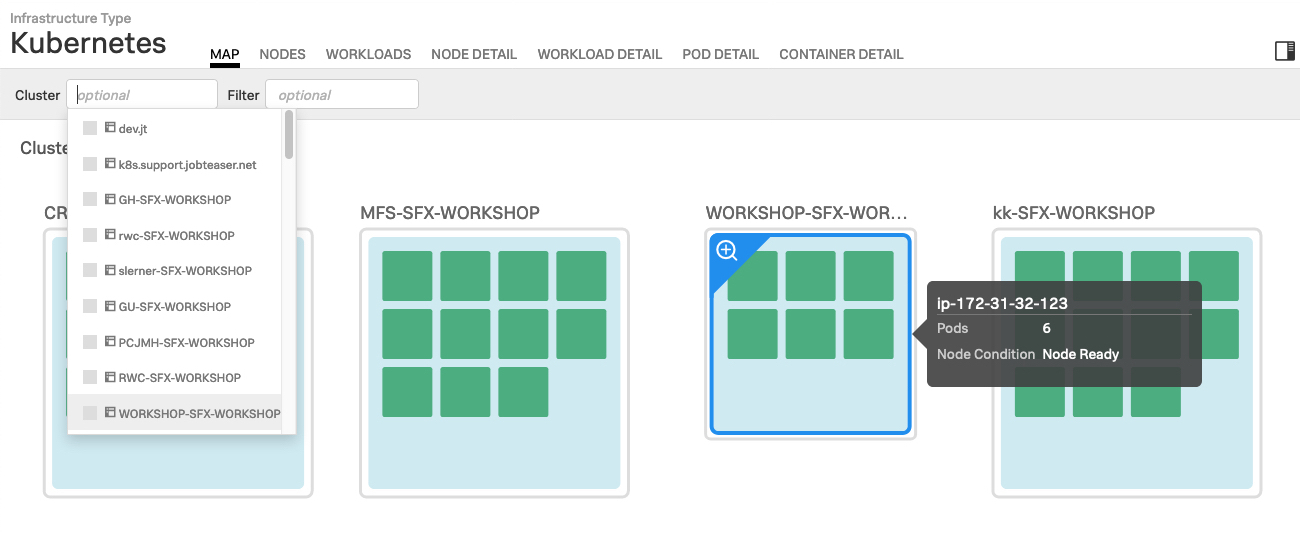 Infrastructure Type
Kubernetes
MAP NODES WORKLOADS NODE DETAIL WORKLOAD DETAIL POD DETAIL CONTAINER DETAIL
Cluster optional Filter optional
dev.jt
k8s.support.jobteaser.net
GH-SFX-WORKSHOP
rwc-SFX-WORKSHOP
slerner-SFX-WORKSHOP
GU-SFX-WORKSHOP
PCJMH-SFX-WORKSHOP
RWC-SFX-WORKSHOP
WORKSHOP-SFX-WORKSHOP
Cluste
CR
MFS-SFX-WORKSHOP
WORKSHOP-SFX-WOR...
kk-SFX-WORKSHOP
ip-172-31-32-123
Pods 6
Node Condition Node Ready